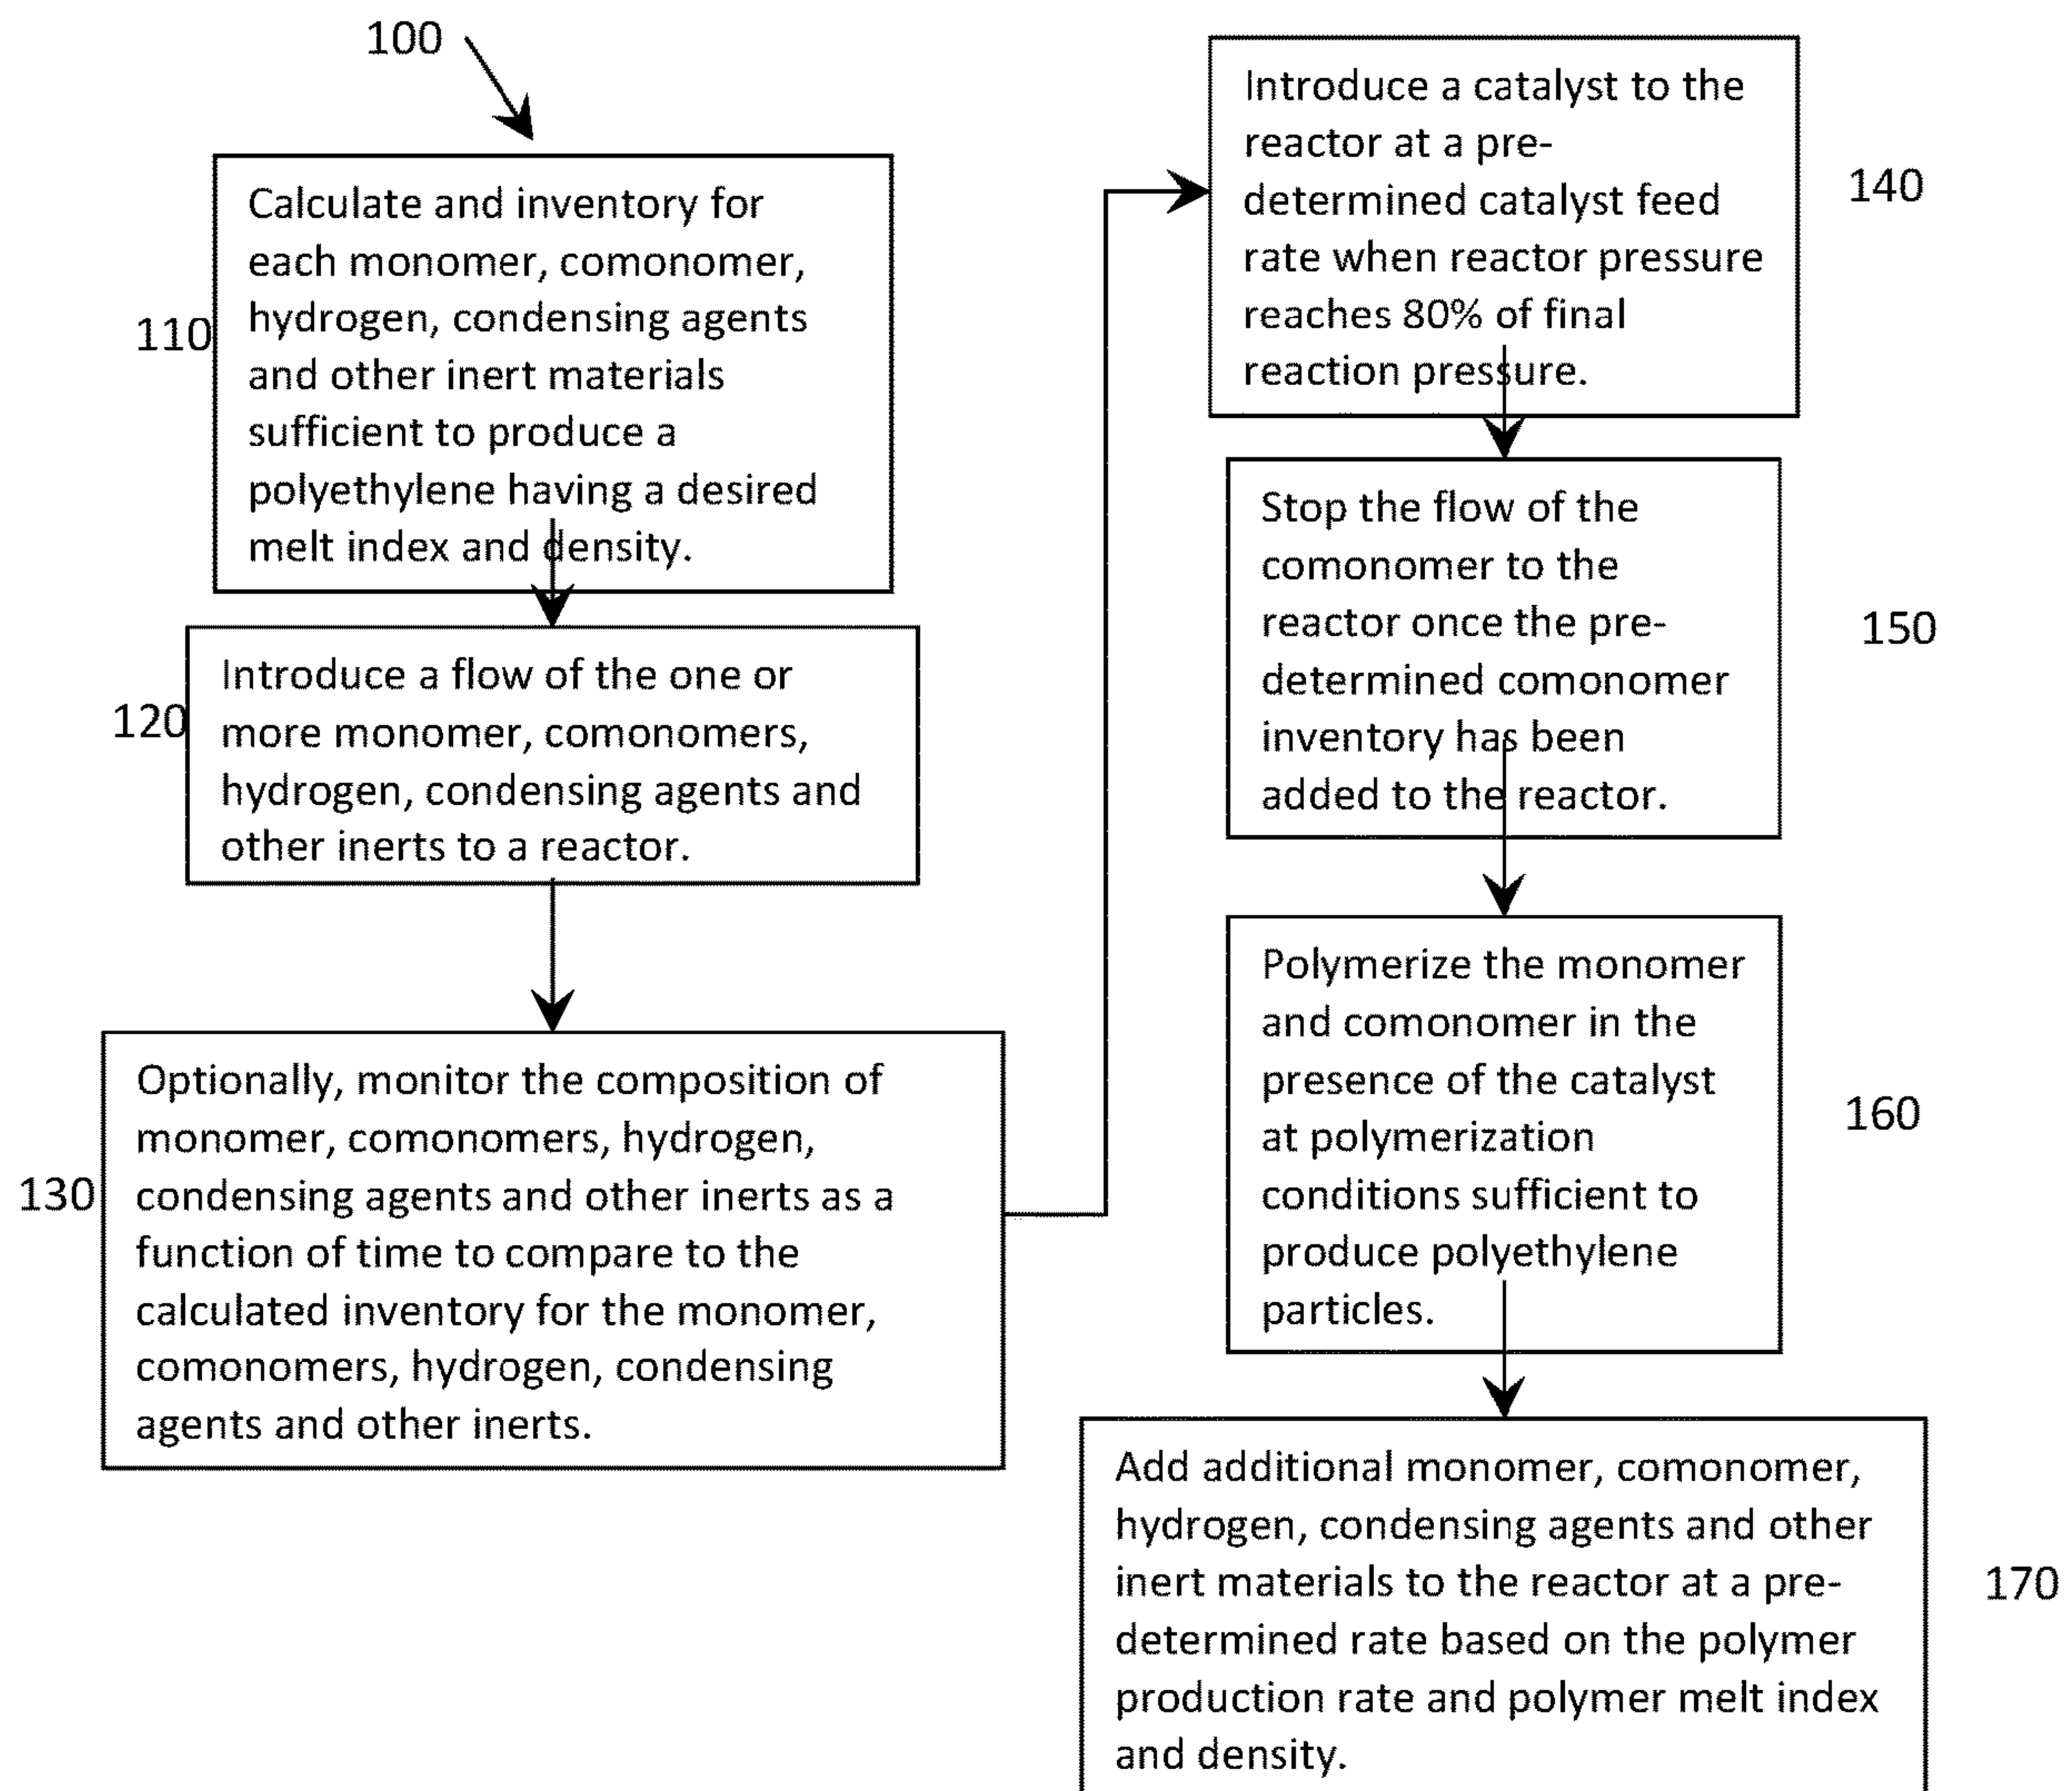 100
Calculate and inventory for
each monomer, comonomer,
hydrogen, condensing agents
and other inert materials
sufficient to produce a
polyethylene having a desired
melt index and density.
110
Introduce a flow of the one or
more monomer, comonomers,
hydrogen, condensing agents and
other inerts to a reactor.
120
Optionally, monitor the composition of
monomer, comonomers, hydrogen,
condensing agents and other inerts as a
function of time to compare to the
calculated inventory for the monomer,
comonomers, hydrogen, condensing
agents and other inerts.
130
Introduce a catalyst to the
reactor at a pre-
determined catalyst feed
rate when reactor pressure
reaches 80% of final
reaction pressure.
140
Stop the flow of the
comonomer to the
reactor once the pre-
determined comonomer
inventory has been
added to the reactor.
150
Polymerize the monomer
and comonomer in the
presence of the catalyst
at polymerization
conditions sufficient to
produce polyethylene
particles.
160
Add additional monomer, comonomer,
hydrogen, condensing agents and other
inert materials to the reactor at a pre-
determined rate based on the polymer
production rate and polymer melt index
and density.
170